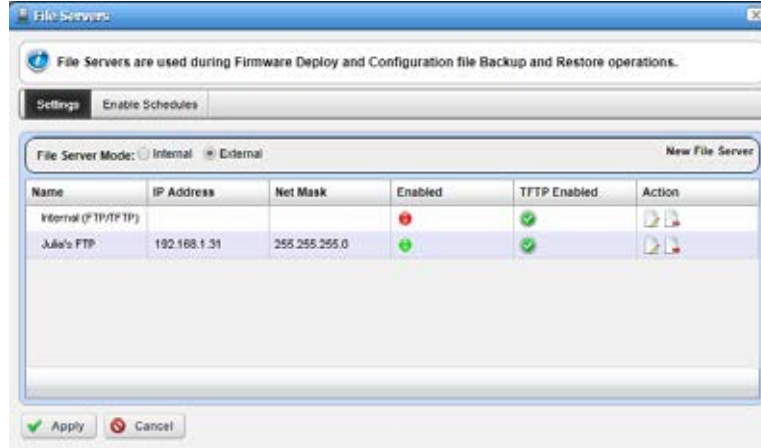 File Servers
File Servers are used during Firmware Deploy and Configuration file Backup and Restore operations.
Settings Enable Schedules
File Server Mode: Internal External New File Server
Name IP Address Net Mask Enabled TFTP Enabled Action
Internal (FTP/TFTP)
Julia's FTP 192.168.1.31 255.255.255.0
Apply Cancel